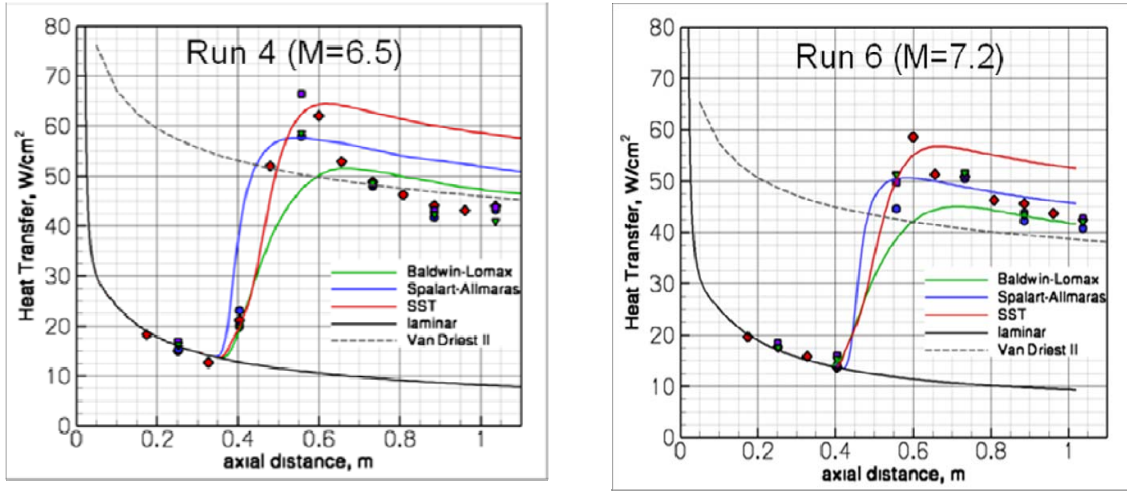 Run 4 (M=6.5)
Heat Transfer, W/cm²
80
70
60
50
40
30
20
10
0
Baldwin-Lomax
Spalart-Allmaras
SST
laminar
Van Driest II
0 0.2 0.4 0.6 0.8 1
axial distance, m
Run 6 (M=7.2)
Heat Transfer, W/cm²
80
70
60
50
40
30
20
10
0
Baldwin-Lomax
Spalart-Allmaras
SST
laminar
Van Driest II
0 0.2 0.4 0.6 0.8 1
axial distance, m